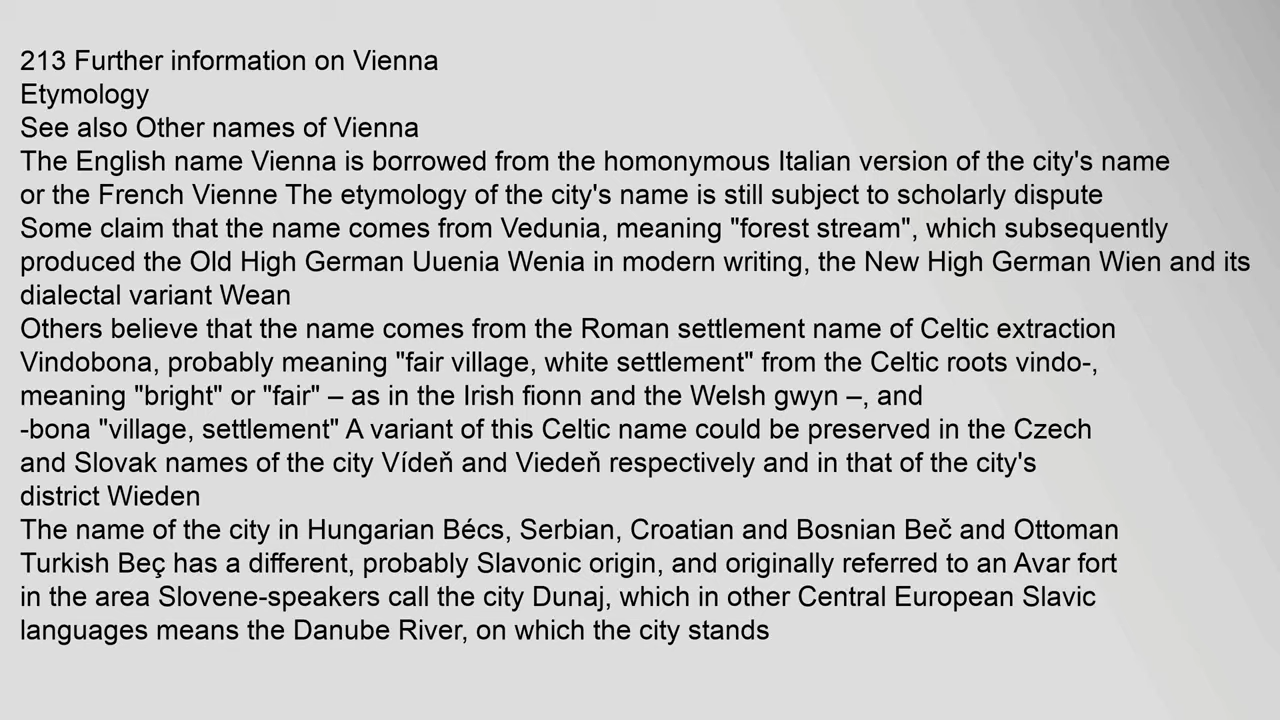 213 Further information on Vienna
Etymology
See also Other names of Vienna
The English name Vienna is borrowed from the homonymous Italian version of the city's name
or the French Vienne The etymology of the city's name is still subject to scholarly dispute
Some claim that the name comes from Vedunia, meaning "forest stream", which subsequently
produced the Old High German Uuenia Wenia in modern writing, the New High German Wien and its
dialectal variant Wean
Others believe that the name comes from the Roman settlement name of Celtic extraction
Vindobona, probably meaning "fair village, white settlement" from the Celtic roots vindo-,
meaning "bright" or "fair" – as in the Irish fionn and the Welsh gwyn –, and
-bona "village, settlement" A variant of this Celtic name could be preserved in the Czech
and Slovak names of the city Vídeň and Viedeň respectively and in that of the city's
district Wieden
The name of the city in Hungarian Bécs, Serbian, Croatian and Bosnian Beč and Ottoman
Turkish Beç has a different, probably Slavonic origin, and originally referred to an Avar fort
in the area Slovene-speakers call the city Dunaj, which in other Central European Slavic
languages means the Danube River, on which the city stands